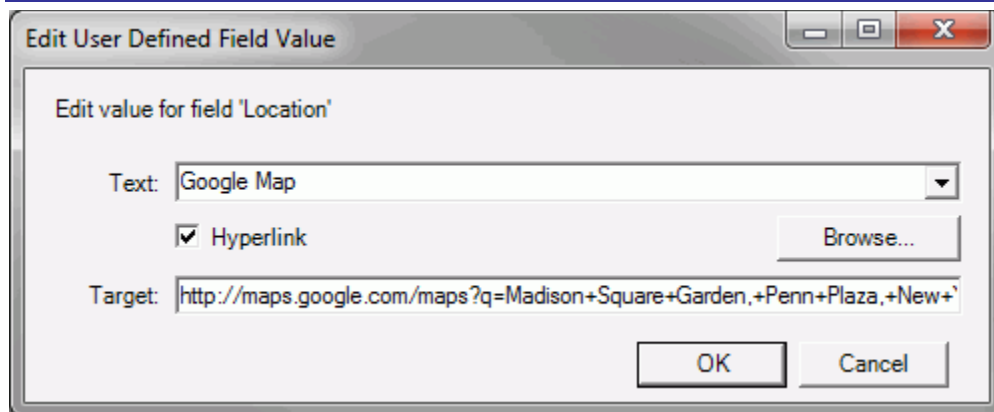 Edit User Defined Field Value
Edit value for field 'Location'
Text: Google Map
Hyperlink Browse...
Target: http://maps.google.com/maps?q=Madison+Square+Garden,+Penn+Plaza,+New+
OK Cancel